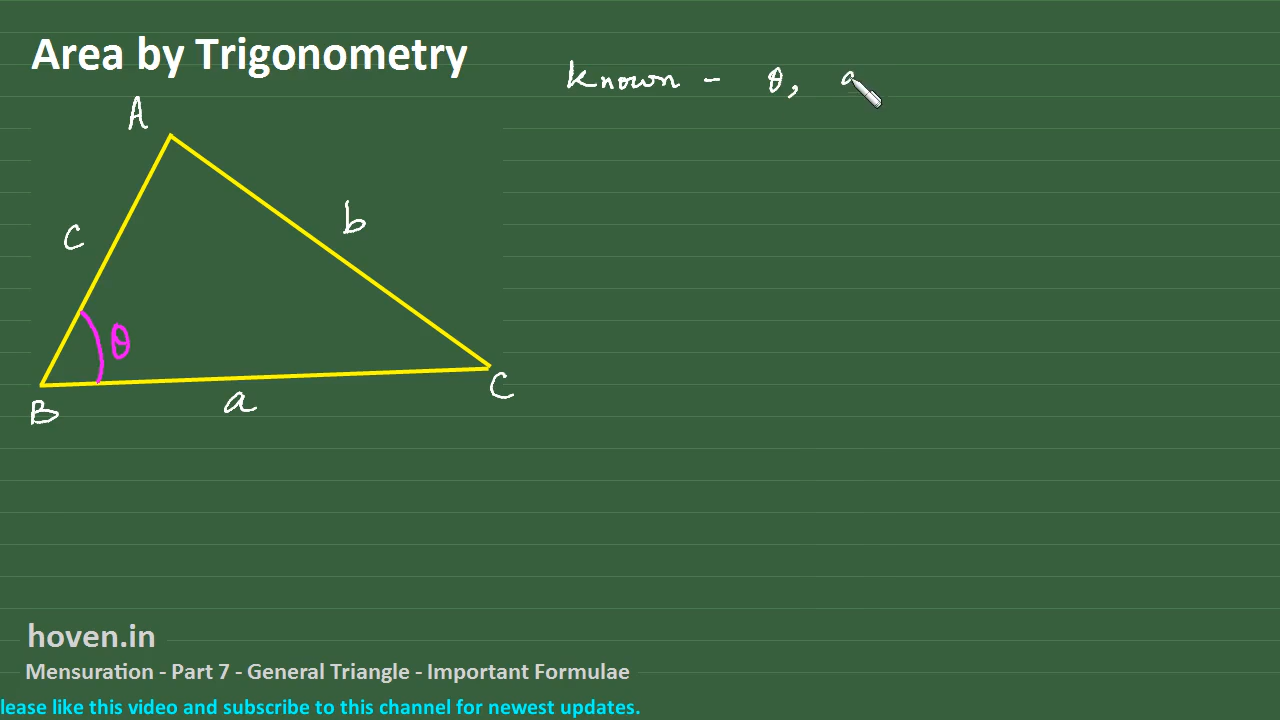 Area by Trigonometry
Known - θ, a
A
c
b
θ
a
B
C
hoven.in
Mensuration - Part 7 - General Triangle - Important Formulae
lease like this video and subscribe to this channel for newest updates.